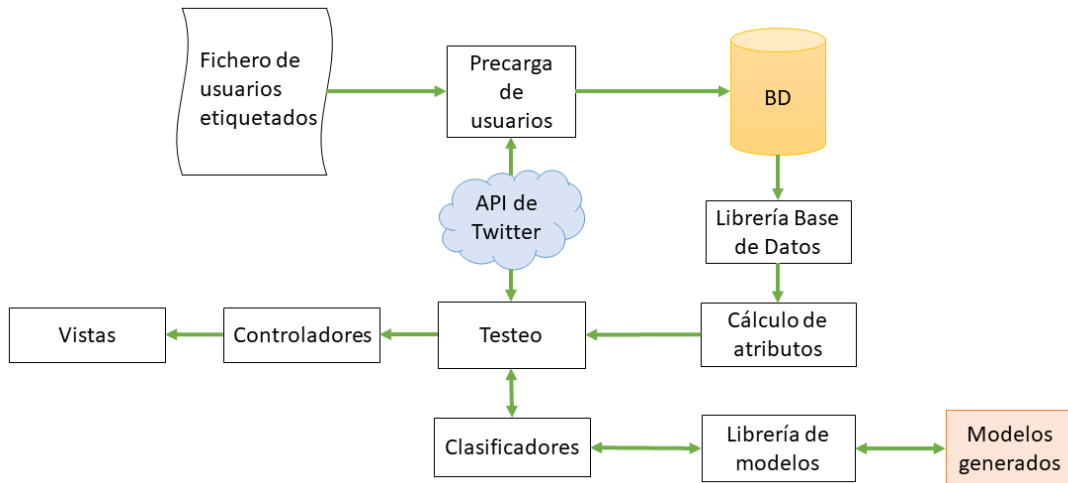 Fichero de
usuarios
etiquetados
Precarga
de
usuarios
BD
API de
Twitter
Librería Base
de Datos
Vistas
Controladores
Testeo
Cálculo de
atributos
Clasificadores
Librería de
modelos
Modelos
generados